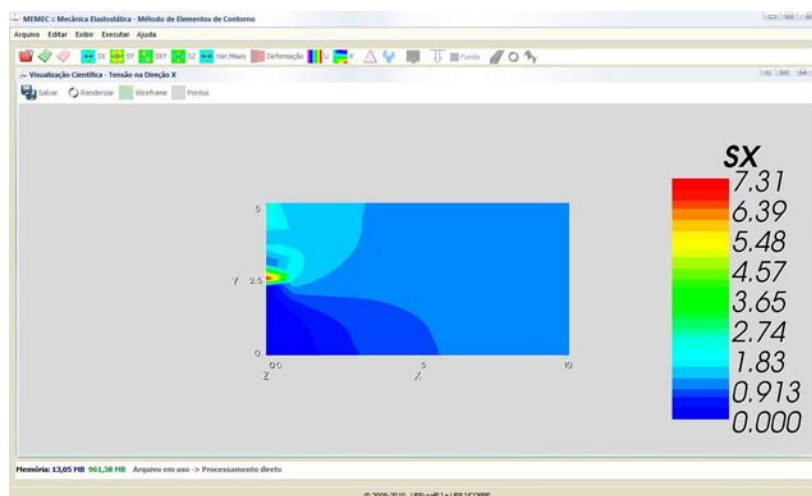 MEMEC :: Mecânica Elastostática - Método de Elementos de Contorno
Arquivo Editar Exibir Executar Ajuda
SX SY SXY SZ Von Mises Deformação U V Fundo
Visualização Científica - Tensão na Direção X
Salvar Renderizar Wireframe Pontos
SX
7.31
6.39
5.48
4.57
3.65
2.74
1.83
0.913
0.000
5
Y 2.5
0
0 0 5 10
Z X
Memória: 13,05 MB 961,38 MB Arquivo em uso -> Processamento direto